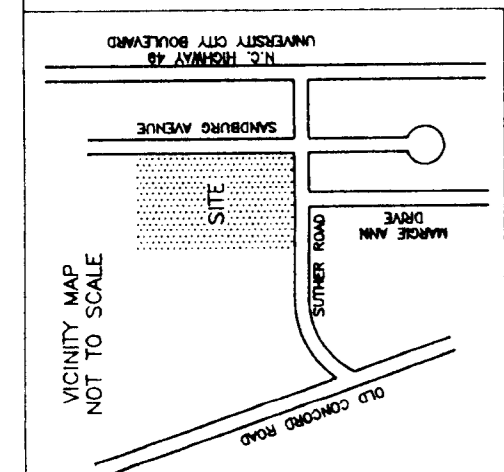 N.C. HIGHWAY 49
UNIVERSITY CITY BOULEVARD
SANDBURG AVENUE
SITE
MARGIE ANN
DRIVE
SUTHER ROAD
VICINITY MAP
NOT TO SCALE
OLD CONCORD ROAD